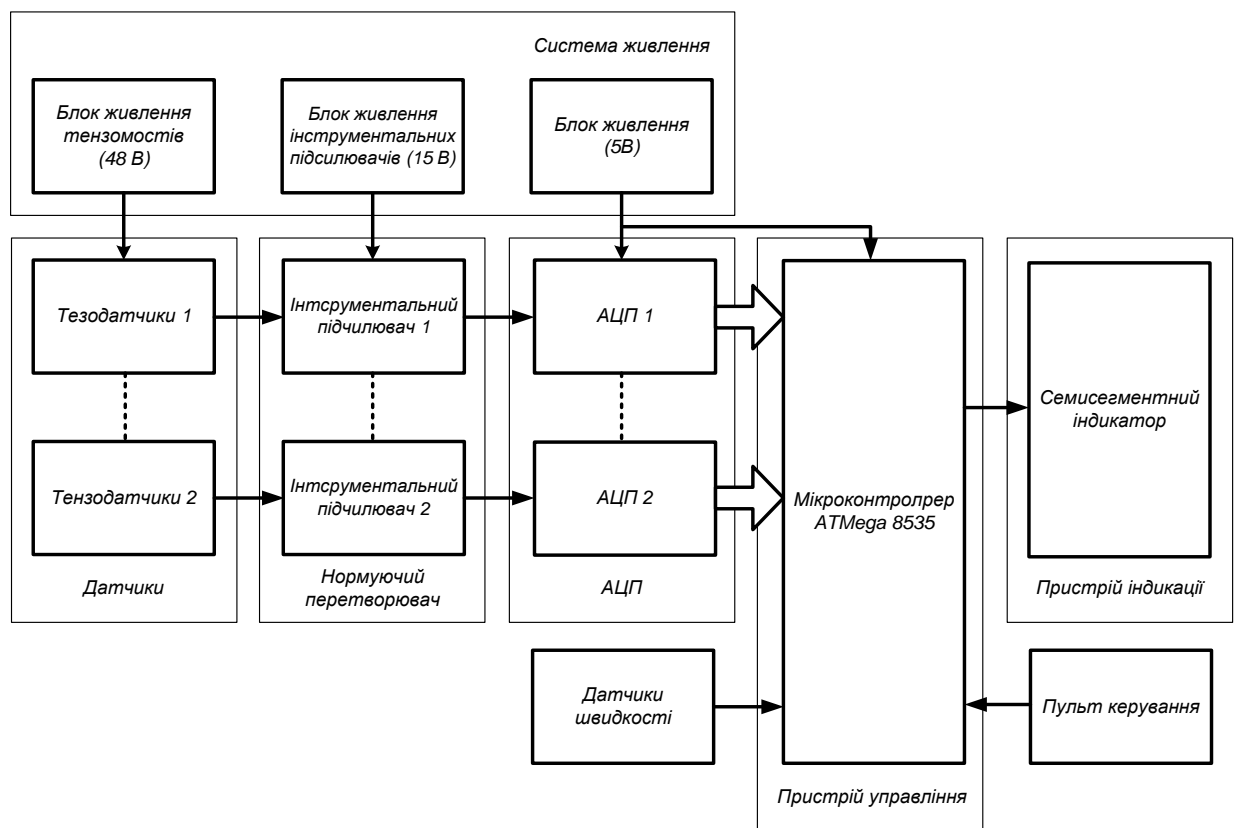 Система живлення
Блок живлення
тензомостів
(48 В)
Блок живлення
інструментальних
підсилювачів (15 В)
Блок живлення
(5В)
Тезодатчики 1
Інтсрументальний
підчилювач 1
АЦП 1
Семисегментний
індикатор
Тензодатчики 2
Інтсрументальний
підчилювач 2
АЦП 2
Мікроконтролрер
ATMega 8535
Датчики
Нормуючий
перетворювач
АЦП
Пристрій індикації
Датчики
швидкості
Пульт керування
Пристрій управління